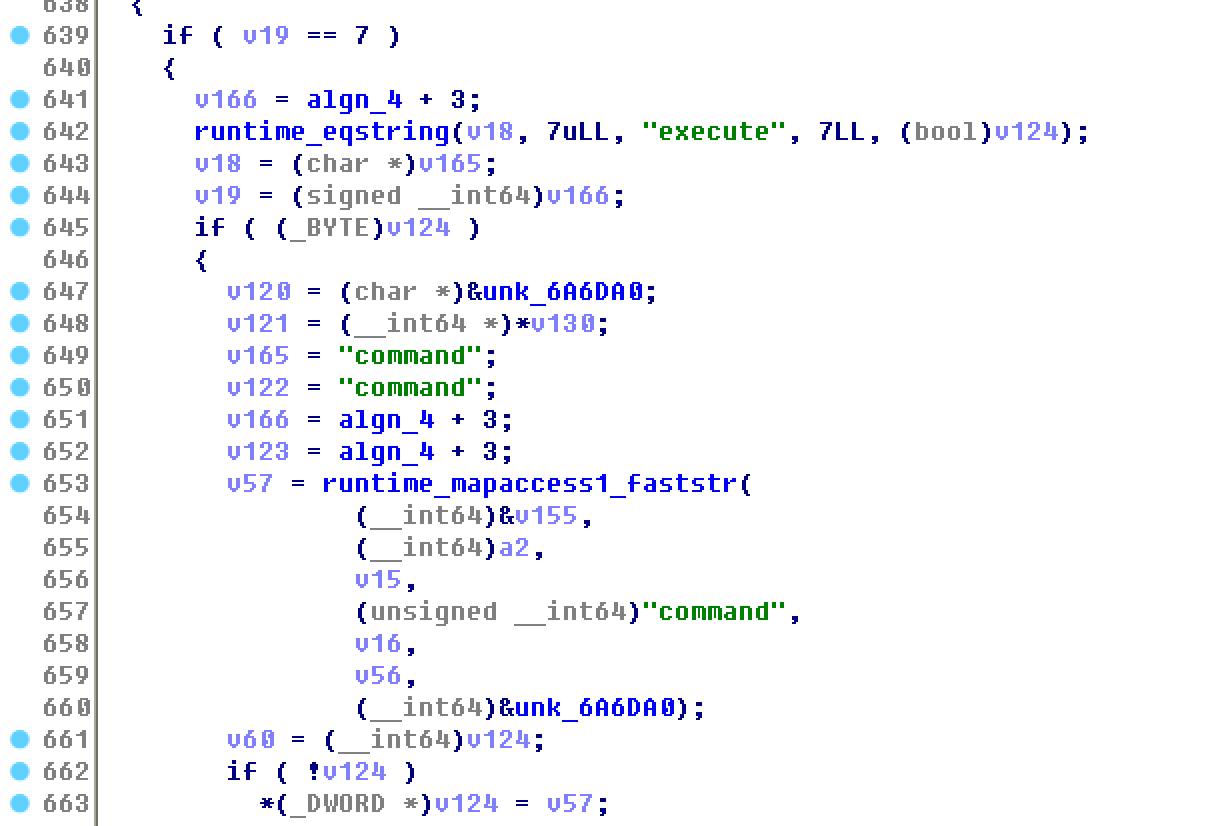 638 {
639 if ( v19 == 7 )
640 {
641 v166 = algn_4 + 3;
642 runtime_eqstring(v18, 7uLL, "execute", 7LL, (bool)v124);
643 v18 = (char *)v165;
644 v19 = (signed __int64)v166;
645 if ( (_BYTE)v124 )
646 {
647 v120 = (char *)&unk_6A6DA0;
648 v121 = (__int64 *)*v130;
649 v165 = "command";
650 v122 = "command";
651 v166 = algn_4 + 3;
652 v123 = algn_4 + 3;
653 v57 = runtime_mapaccess1_faststr(
654 (__int64)&v155,
655 (__int64)a2,
656 v15,
657 (unsigned __int64)"command",
658 v16,
659 v56,
660 (__int64)&unk_6A6DA0);
661 v60 = (__int64)v124;
662 if ( !v124 )
663 *(_DWORD *)v124 = v57;